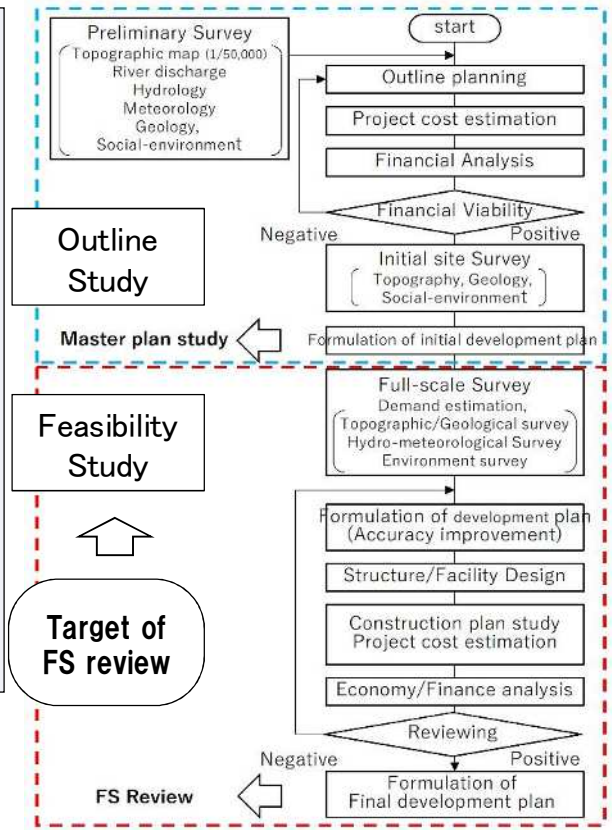 Preliminary Survey
Topographic map (1/50,000)
River discharge
Hydrology
Meteorology
Geology,
Social-environment
start
Outline planning
Project cost estimation
Financial Analysis
Financial Viability
Negative
Positive
Outline
Study
Initial site Survey
Topography, Geology,
Social-environment
Master plan study
Formulation of initial development plan
Full-scale Survey
Demand estimation,
Topographic/Geological survey
Hydro-meteorological Survey
Environment survey
Feasibility
Study
Formulation of development plan
(Accuracy improvement)
Structure/Facility Design
Target of
FS review
Construction plan study
Project cost estimation
Economy/Finance analysis
Reviewing
Negative
Positive
FS Review
Formulation of
Final development plan